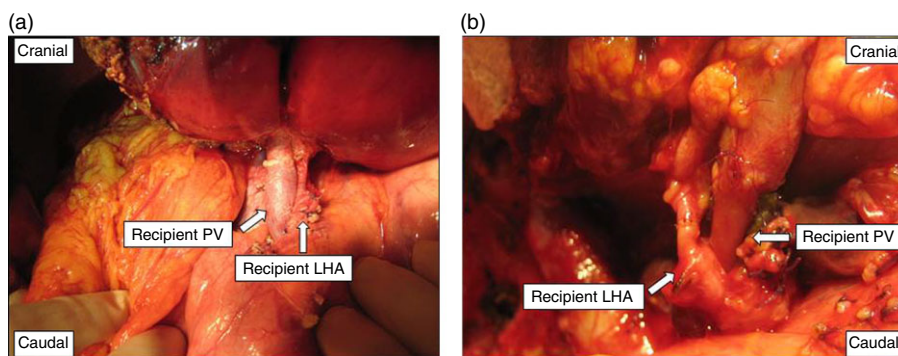 (a)
Cranial
Recipient PV
Recipient LHA
Caudal
(b)
Cranial
Recipient PV
Recipient LHA
Caudal